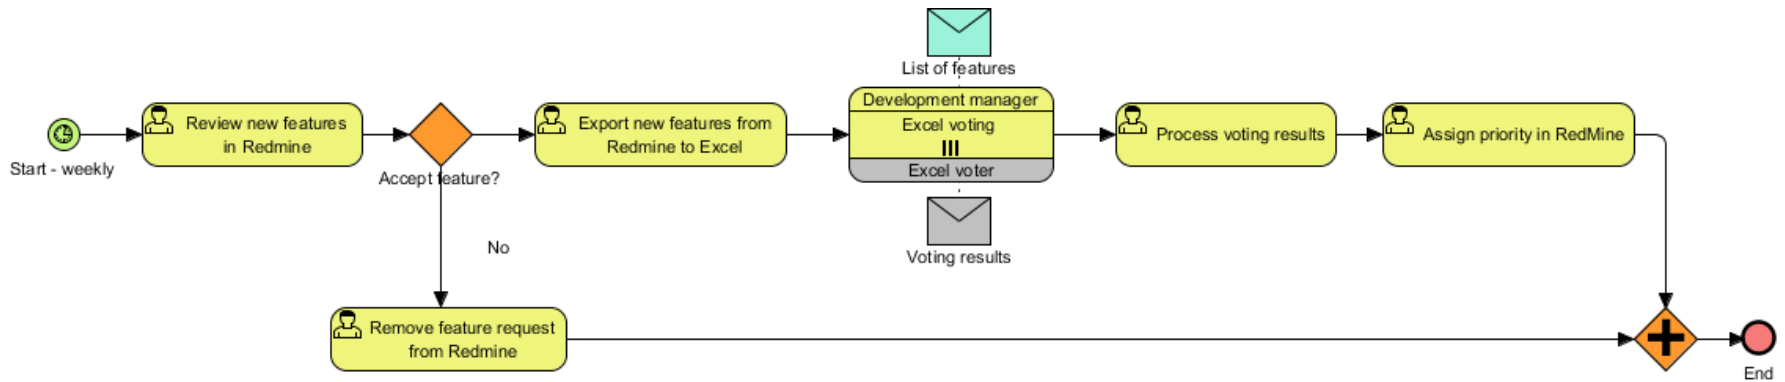 List of features
Development manager
Review new features
in Redmine
Export new features from
Redmine to Excel
Excel voting
Process voting results
Assign priority in RedMine
Start - weekly
Accept feature?
Excel voter
No
Voting results
Remove feature request
from Redmine
End